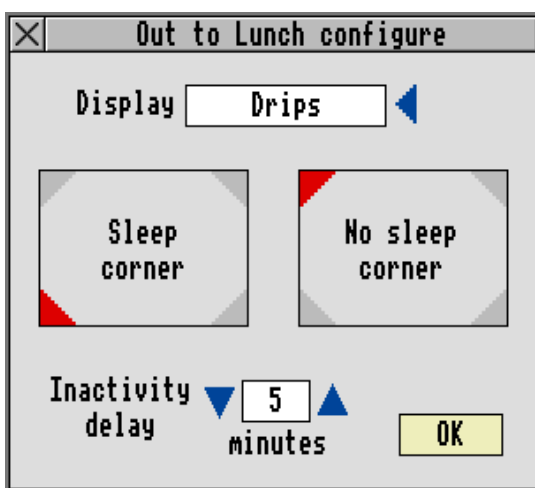 Out to Lunch configure
Display Drips
Sleep
corner
No sleep
corner
Inactivity
delay
5
minutes
OK